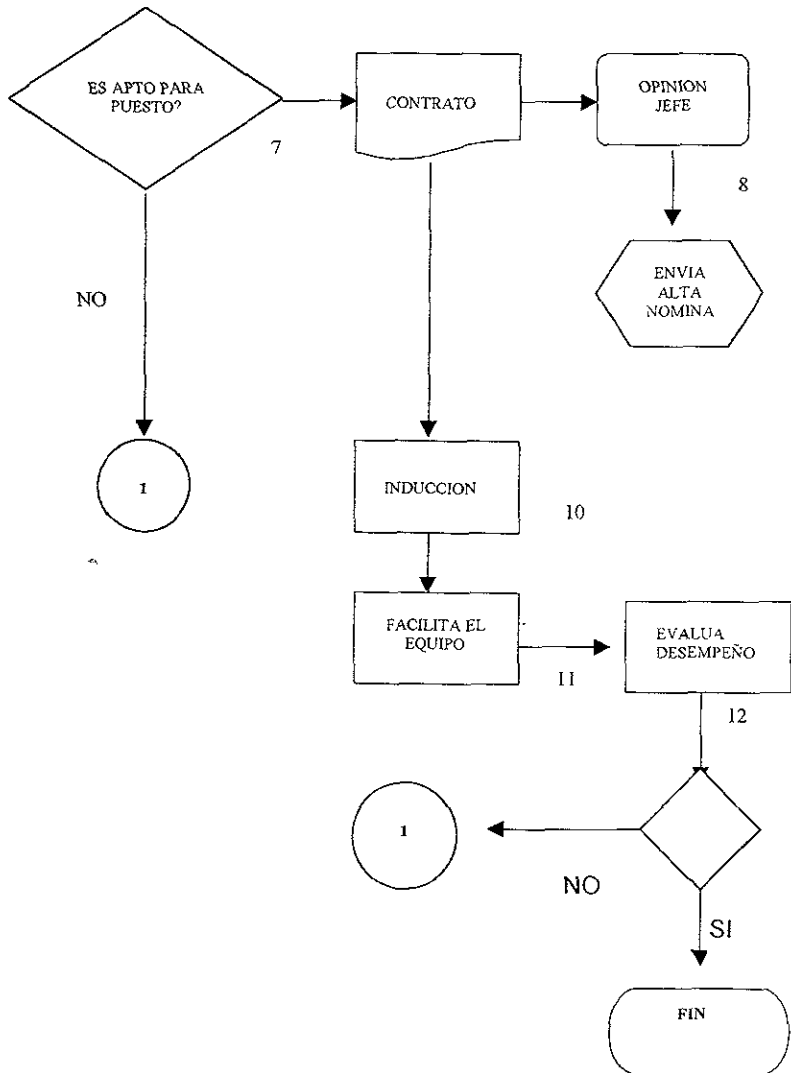 ES APTO PARA
PUESTO?
7
CONTRATO
OPINION
JEFE
8
ENVIA
ALTA
NOMINA
NO
1
INDUCCION
10
FACILITA EL
EQUIPO
11
EVALUA
DESEMPEÑO
12
1
NO
SI
FIN